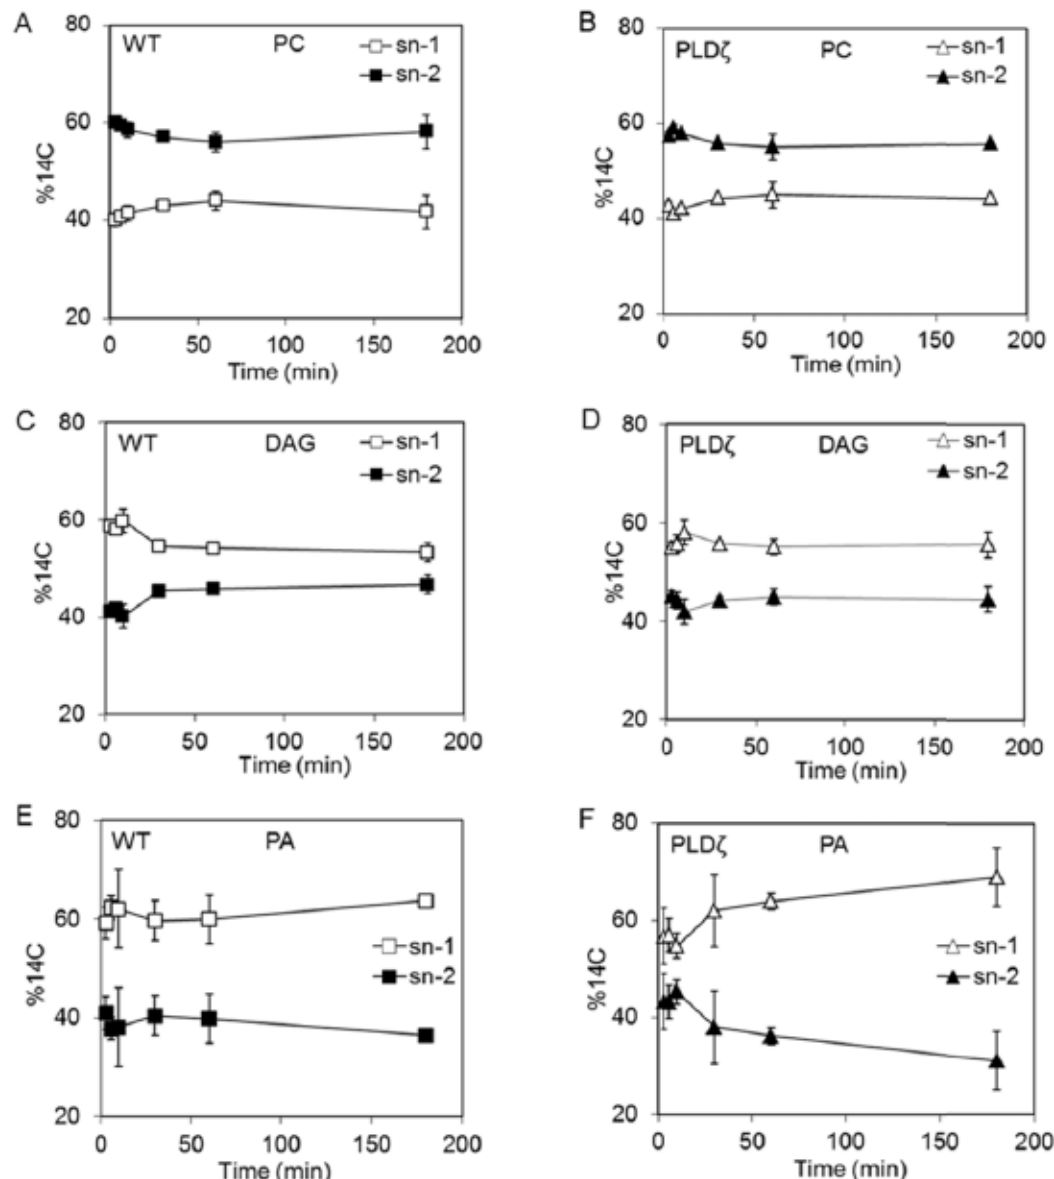 A
WT PC
sn-1
sn-2
80
60
40
20
%14C
0 50 100 150 200
Time (min)
B
PLDζ PC
sn-1
sn-2
80
60
40
20
%14C
0 50 100 150 200
Time (min)
C
WT DAG
sn-1
sn-2
80
60
40
20
%14C
0 50 100 150 200
Time (min)
D
PLDζ DAG
sn-1
sn-2
80
60
40
20
%14C
0 50 100 150 200
Time (min)
E
WT PA
sn-1
sn-2
80
60
40
20
%14C
0 50 100 150 200
Time (min)
F
PLDζ PA
sn-1
sn-2
80
60
40
20
%14C
0 50 100 150 200
Time (min)